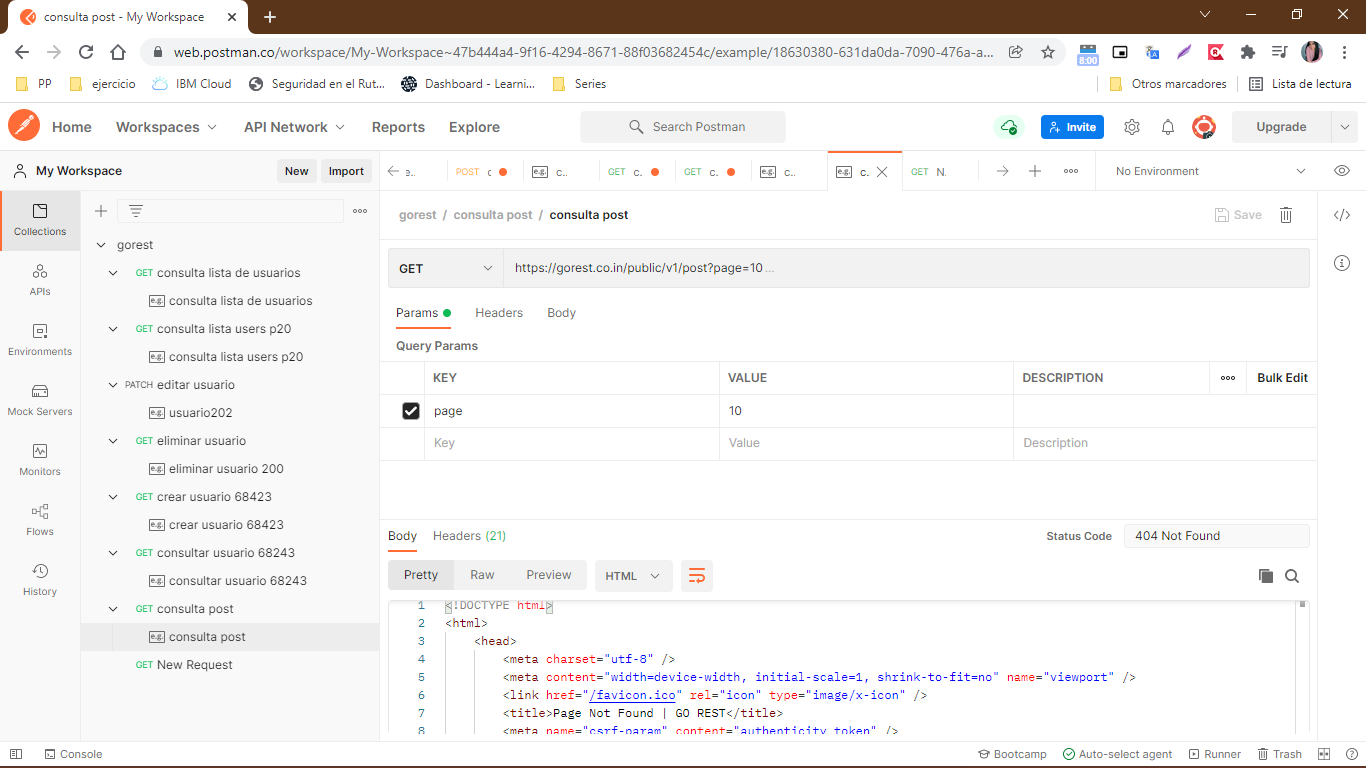 consulta post - My Workspace
web.postman.co/workspace/My-Workspace~47b444a4-9f16-4294-8671-88f03682454c/example/18630380-631da0da-7090-476a-a...
8:00
PP
ejercicio
IBM Cloud
Seguridad en el Rut...
Dashboard - Learni...
Series
Otros marcadores
Lista de lectura
Home
Workspaces
API Network
Reports
Explore
Search Postman
Invite
Upgrade
My Workspace
New
Import
e..
POST c
e.g. c..
GET c.
GET c.
e.g. c..
e.g. c.
GET N.
No Environment
Collections
APIs
Environments
Mock Servers
Monitors
Flows
History
gorest
GET consulta lista de usuarios
e.g. consulta lista de usuarios
GET consulta lista users p20
e.g. consulta lista users p20
PATCH editar usuario
e.g. usuario202
GET eliminar usuario
e.g. eliminar usuario 200
GET crear usuario 68423
e.g. crear usuario 68423
GET consultar usuario 68243
e.g. consultar usuario 68243
GET consulta post
e.g. consulta post
GET New Request
gorest / consulta post / consulta post
Save
GET
https://gorest.co.in/public/v1/post?page=10 ...
Params
Headers
Body
Query Params
KEY
VALUE
DESCRIPTION
Bulk Edit
page
10
Key
Value
Description
Body
Headers (21)
Status Code
404 Not Found
Pretty
Raw
Preview
HTML
1 <!DOCTYPE html>
2 <html>
3 <head>
4 <meta charset="utf-8" />
5 <meta content="width=device-width, initial-scale=1, shrink-to-fit=no" name="viewport" />
6 <link href="/favicon.ico" rel="icon" type="image/x-icon" />
7 <title>Page Not Found | GO REST</title>
8 <meta name="csrf-param" content="authenticity_token" />
Console
Bootcamp
Auto-select agent
Runner
Trash